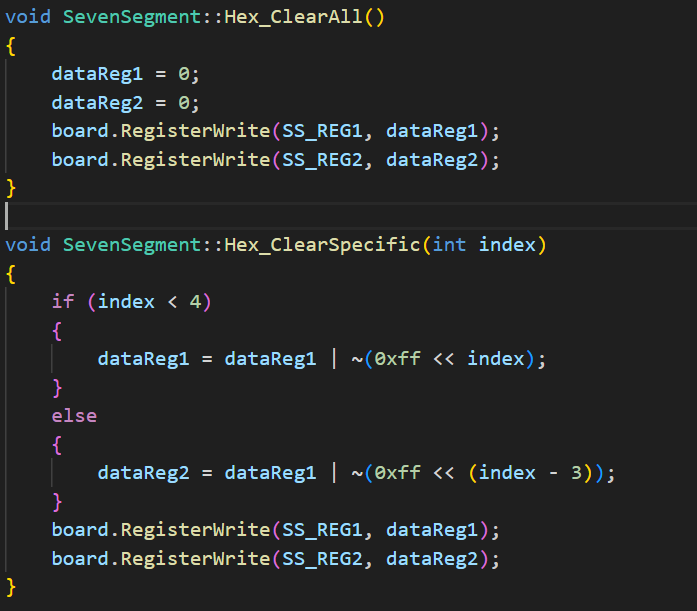 void SevenSegment::Hex_ClearAll()
{
    dataReg1 = 0;
    dataReg2 = 0;
    board.RegisterWrite(SS_REG1, dataReg1);
    board.RegisterWrite(SS_REG2, dataReg2);
}

void SevenSegment::Hex_ClearSpecific(int index)
{
    if (index < 4)
    {
        dataReg1 = dataReg1 | ~(0xff << index);
    }
    else
    {
        dataReg2 = dataReg1 | ~(0xff << (index - 3));
    }
    board.RegisterWrite(SS_REG1, dataReg1);
    board.RegisterWrite(SS_REG2, dataReg2);
}